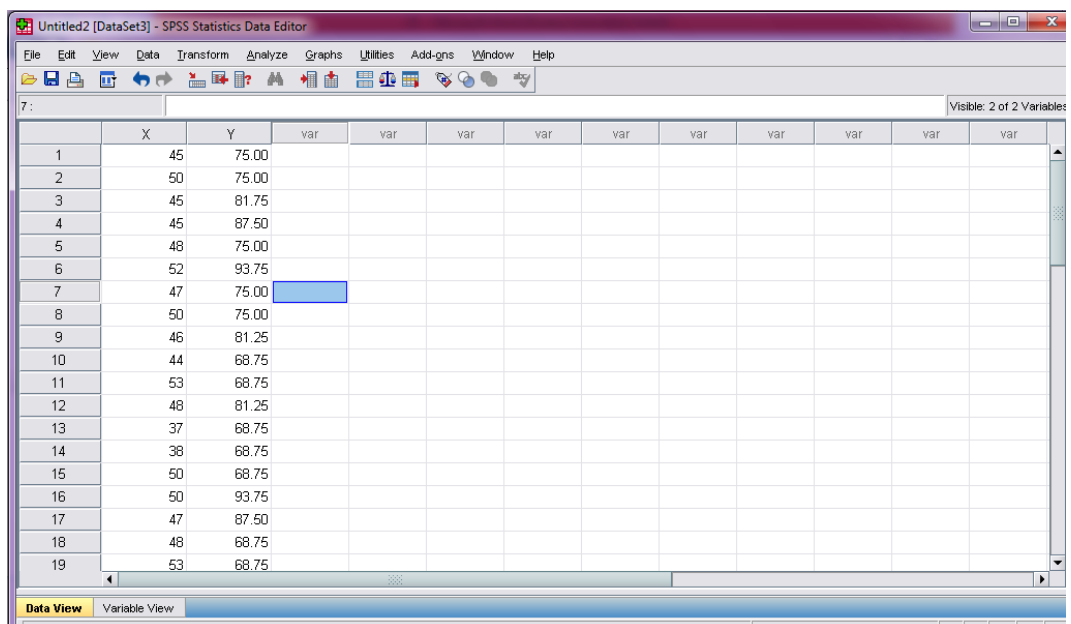 Untitled2 [DataSet3] - SPSS Statistics Data Editor
File Edit View Data Transform Analyze Graphs Utilities Add-ons Window Help
7 : Visible: 2 of 2 Variables
X Y var var var var var var var var var var
1 45 75.00
2 50 75.00
3 45 81.75
4 45 87.50
5 48 75.00
6 52 93.75
7 47 75.00
8 50 75.00
9 46 81.25
10 44 68.75
11 53 68.75
12 48 81.25
13 37 68.75
14 38 68.75
15 50 68.75
16 50 93.75
17 47 87.50
18 48 68.75
19 53 68.75
Data View Variable View